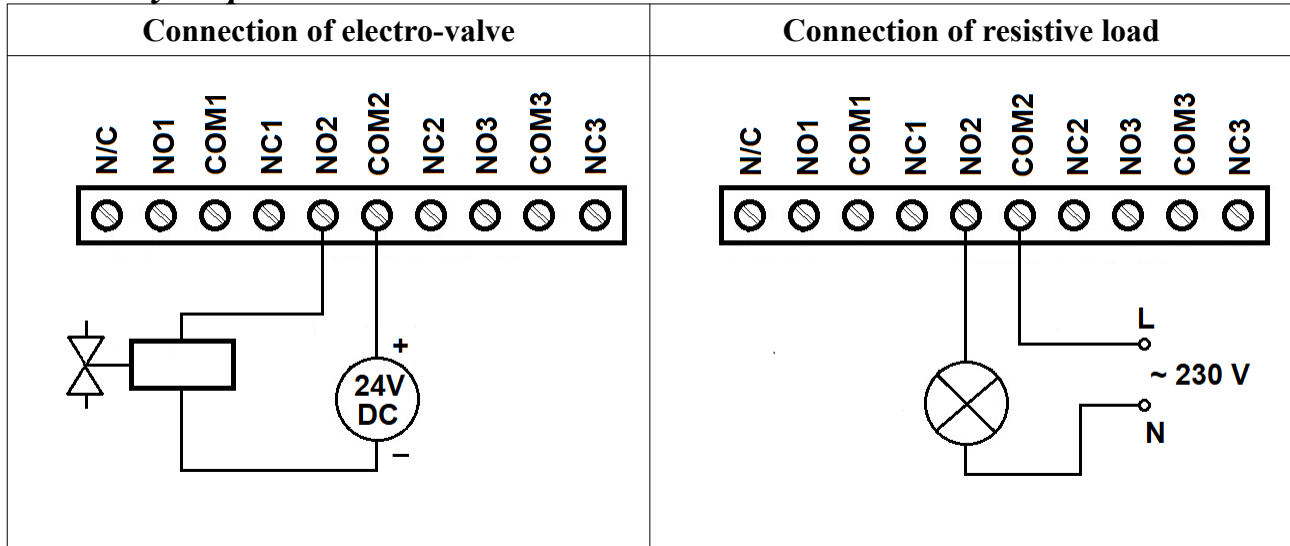 Connection of electro-valve
N/C
NO1
COM1
NC1
NO2
COM2
NC2
NO3
COM3
NC3
+
24V
DC
–
Connection of resistive load
N/C
NO1
COM1
NC1
NO2
COM2
NC2
NO3
COM3
NC3
L
~ 230 V
N